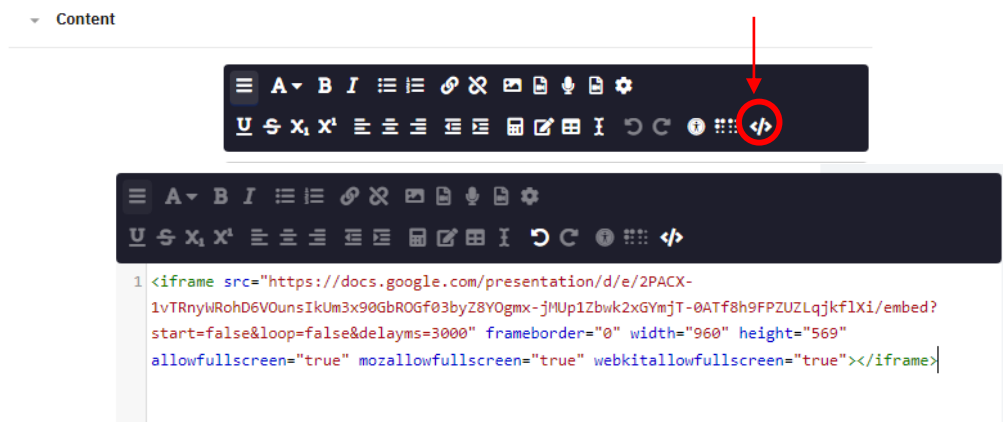 Content
1 <iframe src="https://docs.google.com/presentation/d/e/2PACX-
1vTRnyWRohD6VOunsIkUm3x90GbROGf03byZ8YOgmx-jMUp1Zbwk2xGYmjT-0ATf8h9FPZUZLqjkflXi/embed?
start=false&loop=false&delayms=3000" frameborder="0" width="960" height="569"
allowfullscreen="true" mozallowfullscreen="true" webkitallowfullscreen="true"></iframe>